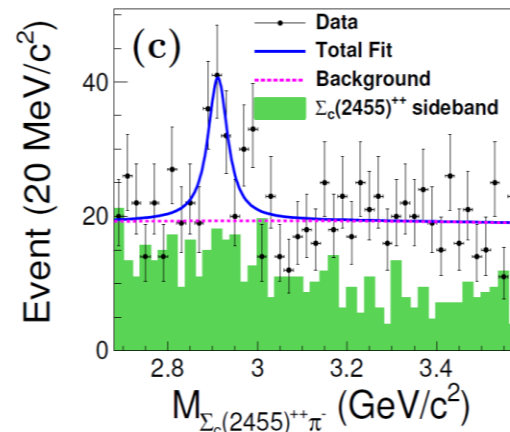 (c)
Data
Total Fit
Background
Σc(2455)++ sideband
Event (20 MeV/c²)
40
20
0
2.8 3 3.2 3.4
M Σc(2455)++π- (GeV/c²)